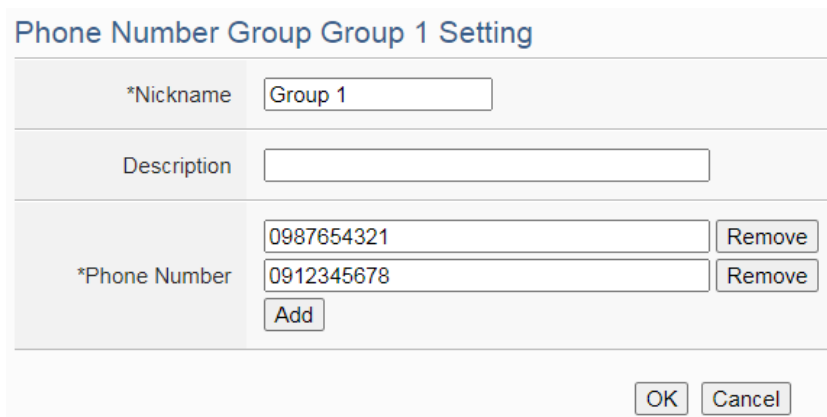 Phone Number Group Group 1 Setting
*Nickname Group 1
Description
0987654321 Remove
*Phone Number 0912345678 Remove
Add
OK Cancel